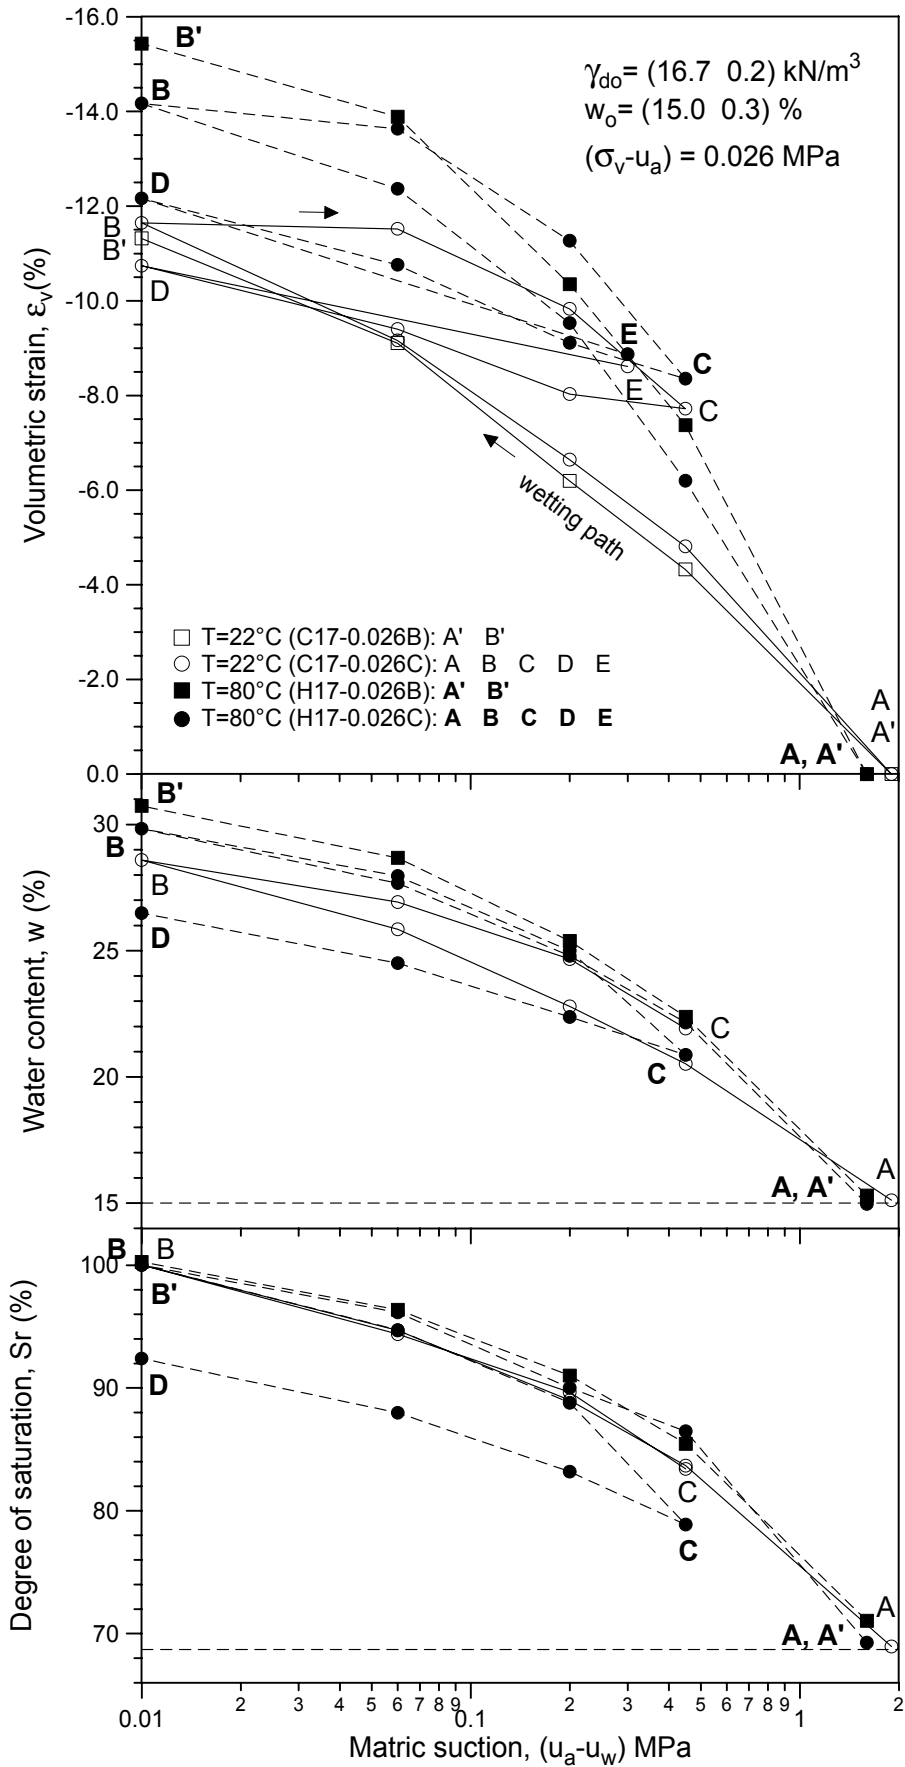 -16.0
B'
γdo= (16.7 0.2) kN/m3
wo= (15.0 0.3) %
(σv-ua) = 0.026 MPa
B
-14.0
D
-12.0
B
B'
D
-10.0
E
C
E
C
-8.0
-6.0
wetting path
-4.0
-2.0
0.0
Volumetric strain, εv(%)
T=22°C (C17-0.026B): A' B'
T=22°C (C17-0.026C): A B C D E
T=80°C (H17-0.026B): A' B'
T=80°C (H17-0.026C): A B C D E
A
A'
A, A'
B'
30
B
B
D
25
C
C
20
A
A, A'
15
Water content, w (%)
B B
100
B'
D
90
C
80
C
A
A, A'
70
Degree of saturation, Sr (%)
2 3 4 5 6 7 8 9 2 3 4 5 6 7 8 9 2
0.01 0.1 1
Matric suction, (ua-uw) MPa